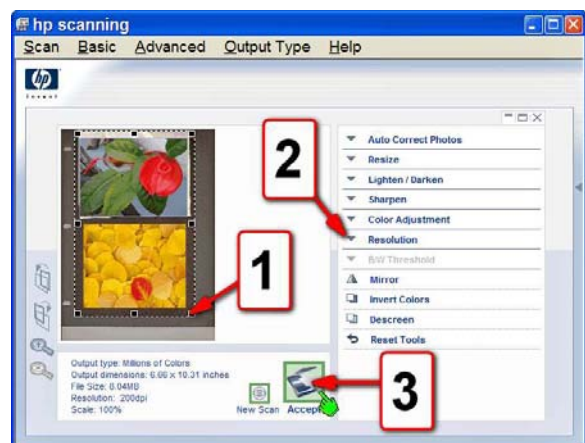 hp scanning
Scan Basic Advanced Output Type Help
hp
invent
Auto Correct Photos
Resize
Lighten / Darken
Sharpen
Color Adjustment
Resolution
B/W Threshold
Mirror
Invert Colors
Descreen
Reset Tools
2
1
3
Output type: Millions of Colors
Output dimensions: 6.66 x 10.31 inches
File Size: 8.04MB
Resolution: 200dpi
Scale: 100%
New Scan
Accept